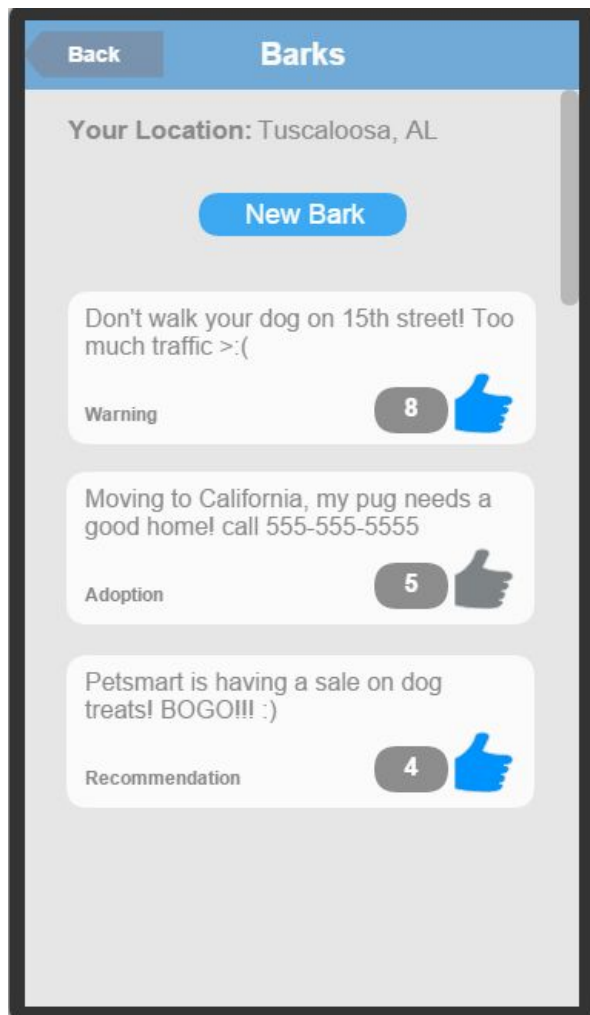 Back
Barks
Your Location: Tuscaloosa, AL
New Bark
Don't walk your dog on 15th street! Too
much traffic >:(
Warning
8
Moving to California, my pug needs a
good home! call 555-555-5555
Adoption
5
Petsmart is having a sale on dog
treats! BOGO!!! :)
Recommendation
4